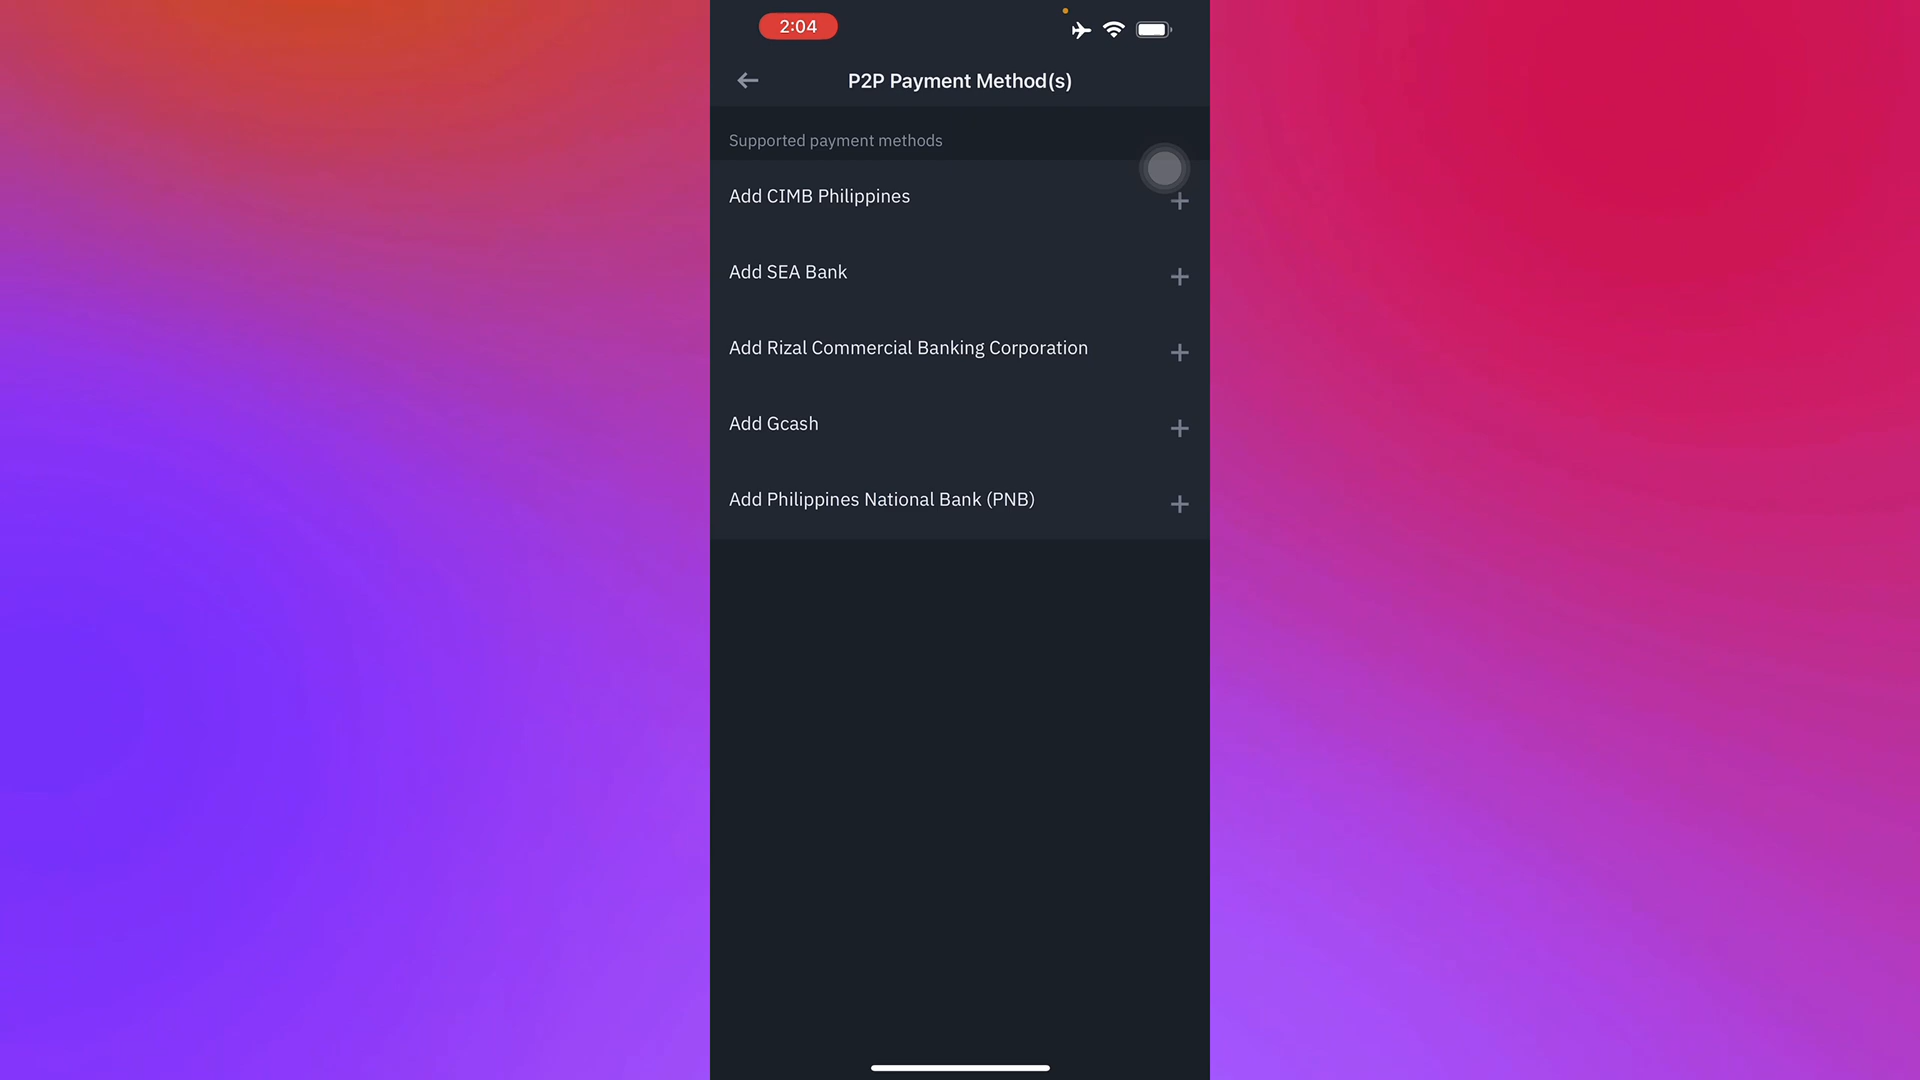 2:04
P2P Payment Method(s)
Supported payment methods
Add CIMB Philippines
Add SEA Bank
Add Rizal Commercial Banking Corporation
Add Gcash
Add Philippines National Bank (PNB)